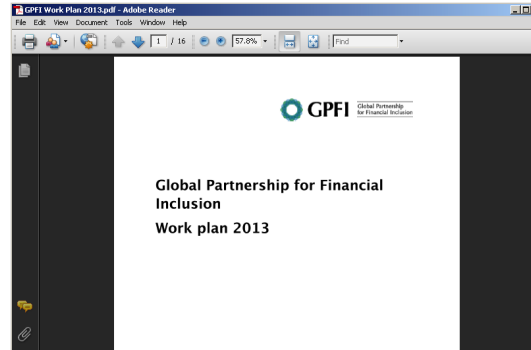 GPFI Work Plan 2013.pdf - Adobe Reader
File Edit View Document Tools Window Help
1 / 16 57.8% Find
GPFI Global Partnership
for Financial Inclusion
Global Partnership for Financial
Inclusion
Work plan 2013